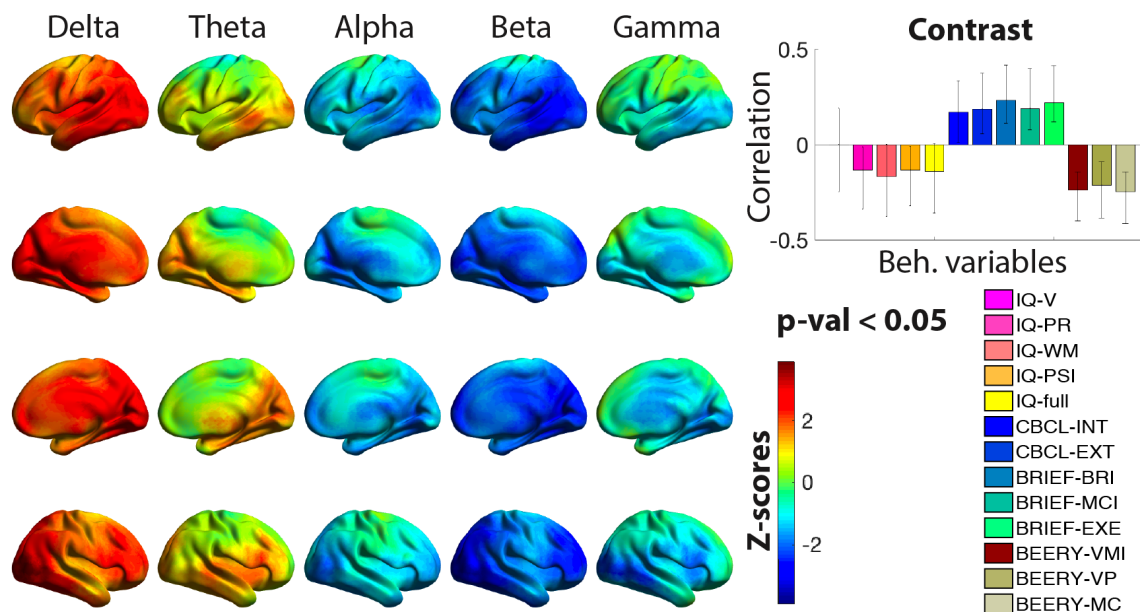 Delta Theta Alpha Beta Gamma
Contrast
0.5
0
-0.5
Correlation
Beh. variables
p-val < 0.05
Z-scores
2
0
-2
IQ-V
IQ-PR
IQ-WM
IQ-PSI
IQ-full
CBCL-INT
CBCL-EXT
BRIEF-BRI
BRIEF-MCI
BRIEF-EXE
BEERY-VMI
BEERY-VP
BEERY-MC